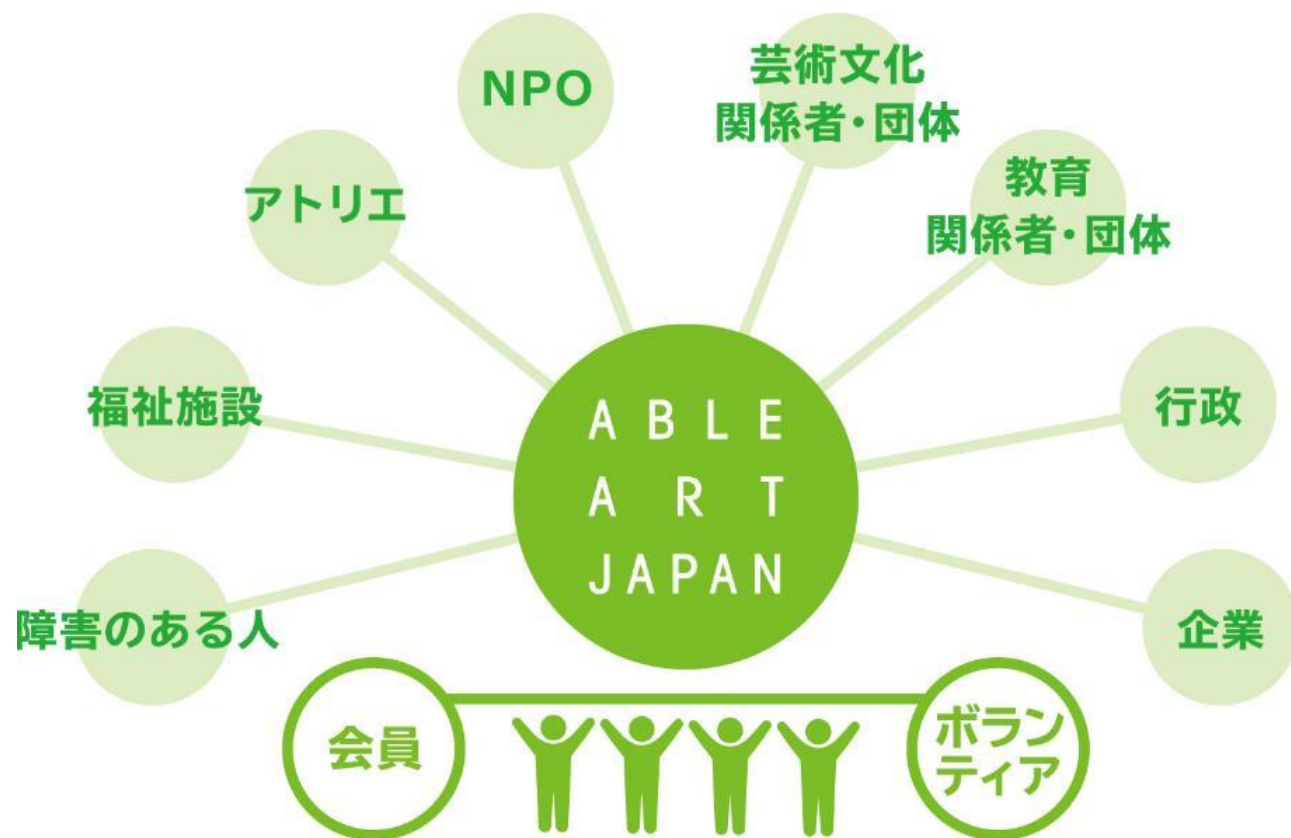 NPO
芸術文化
関係者・団体
教育
関係者・団体
アトリエ
福祉施設
行政
障害のある人
企業
ABLE
ART
JAPAN
会員
ボラン
ティア